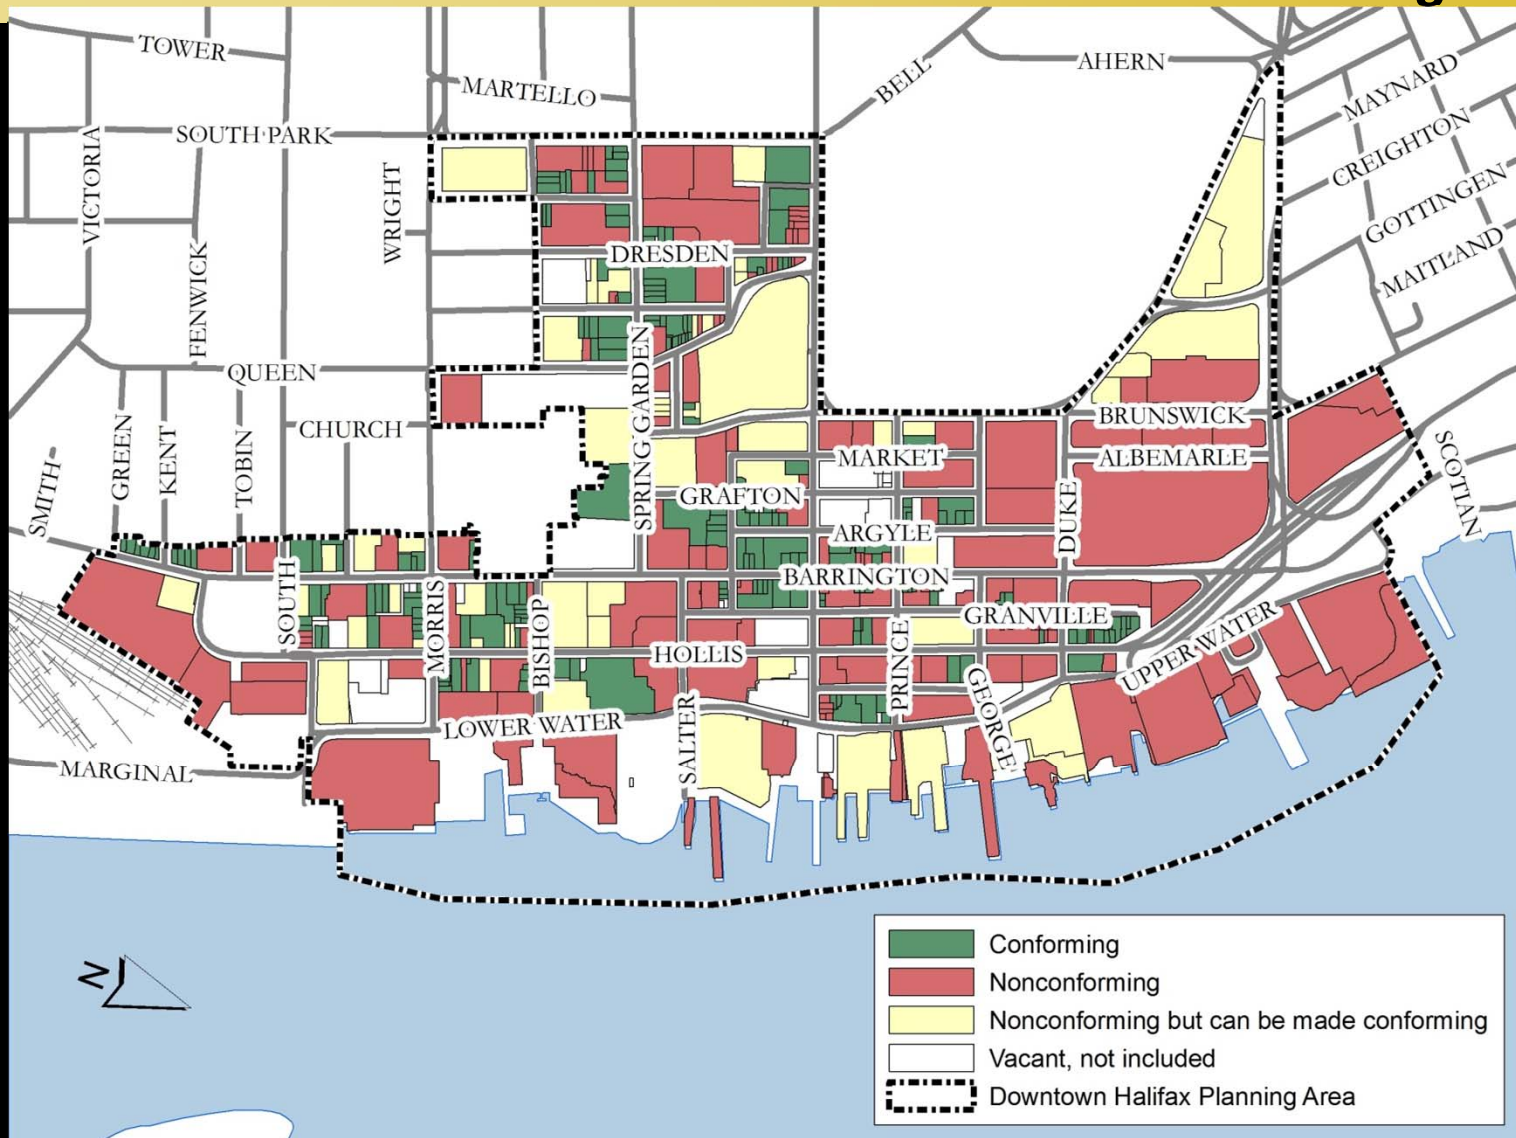 g
TOWER
MARTELLO
BELL
AHERN
MAYNARD
SOUTH PARK
CREIGHTON
VICTORIA
WRIGHT
GOTTINGEN
MAITLAND
DRESDEN
FENWICK
QUEEN
SPRING GARDEN
BRUNSWICK
GREEN
KENT
TOBIN
CHURCH
MARKET
ALBEMARLE
SCOTIAN
SMITH
GRAFTON
DUKE
ARGYLE
BARRINGTON
SOUTH
MORRIS
BISHOP
GRANVILLE
HOLLIS
PRINCE
UPPER WATER
GEORGE
LOWER WATER
SALTER
MARGINAL
N
Conforming
Nonconforming
Nonconforming but can be made conforming
Vacant, not included
Downtown Halifax Planning Area